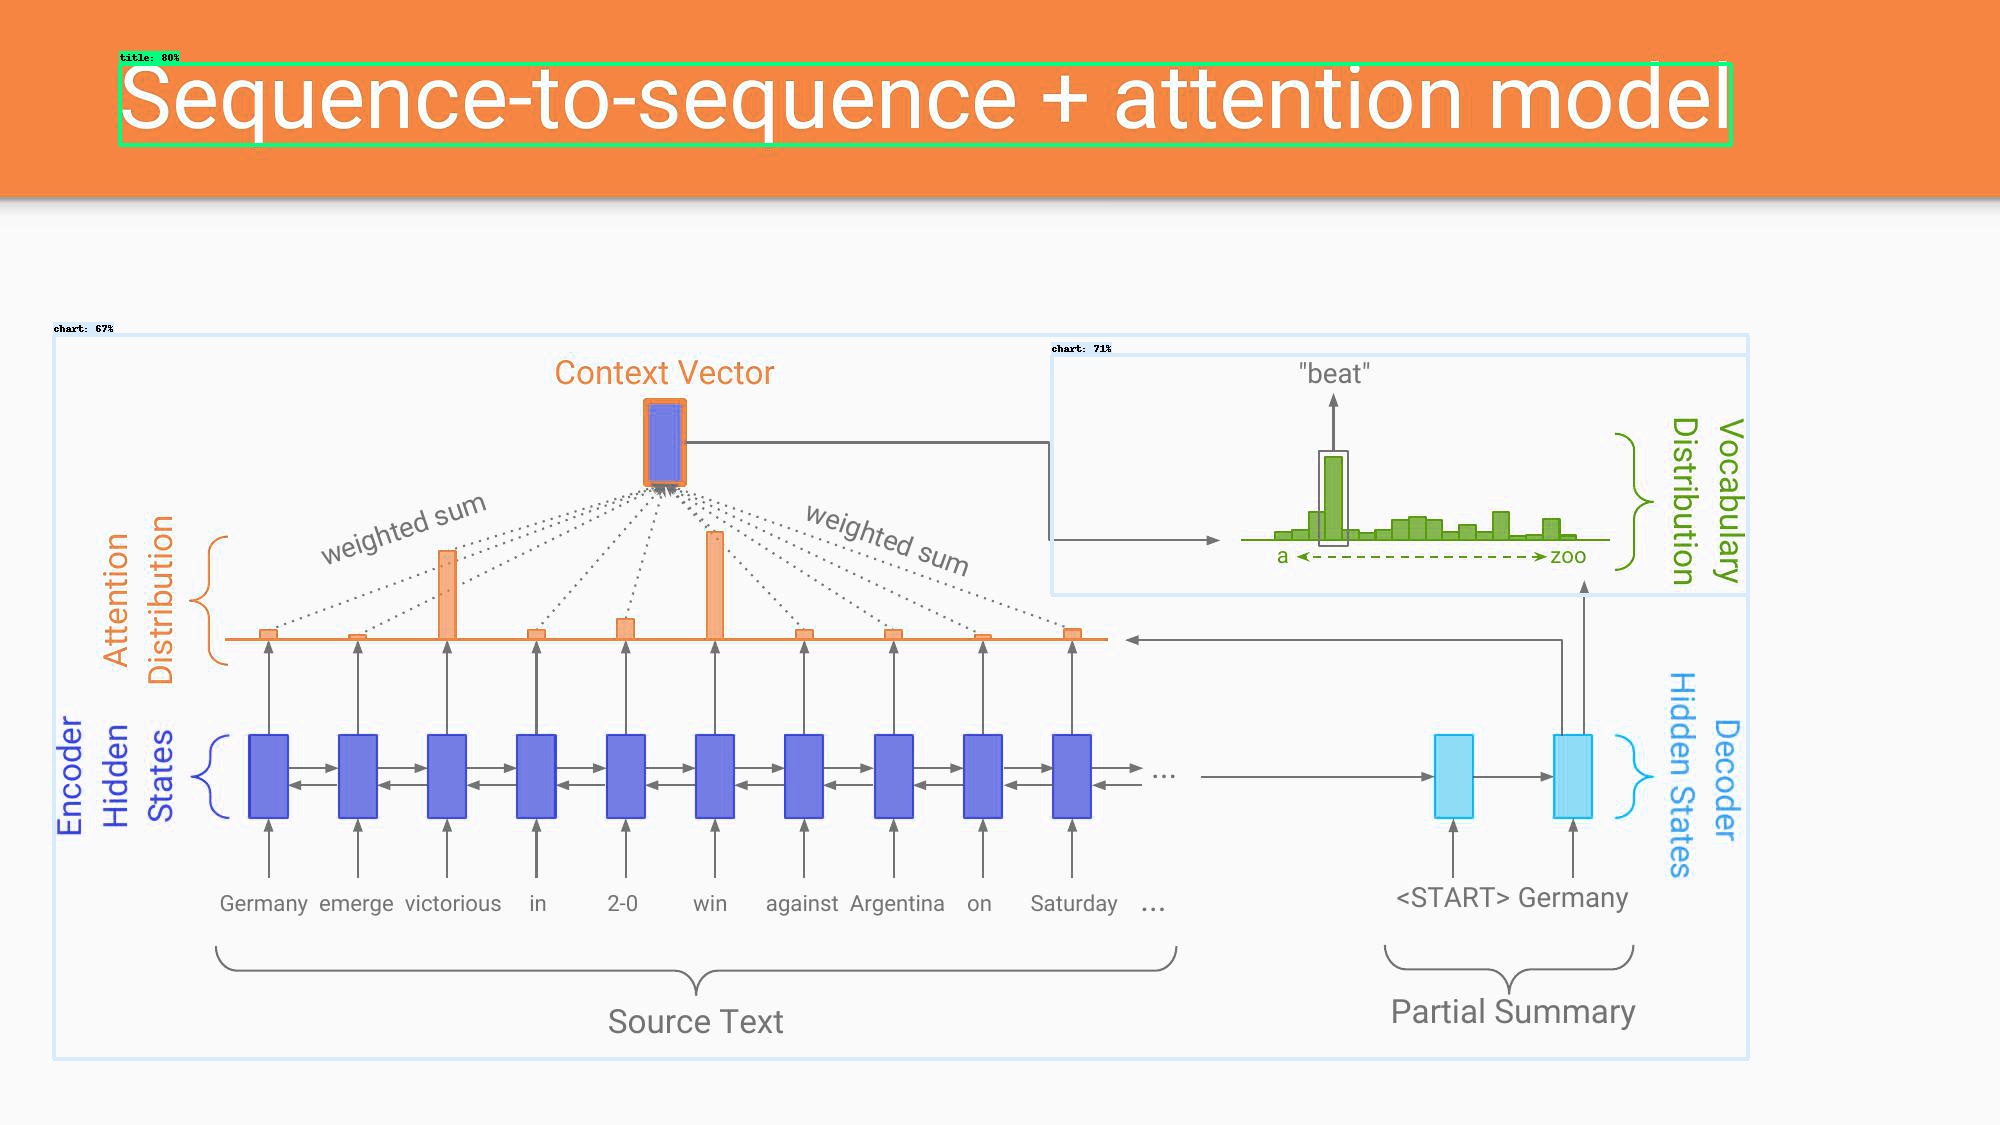 title: 80%
Sequence-to-sequence + attention model
chart: 67%
chart: 71%
Context Vector
"beat"
weighted sum
weighted sum
a
zoo
Vocabulary
Distribution
Attention
Distribution
Encoder
Hidden
States
Decoder
Hidden States
...
Germany emerge victorious in 2-0 win against Argentina on Saturday ...
<START> Germany
Source Text
Partial Summary